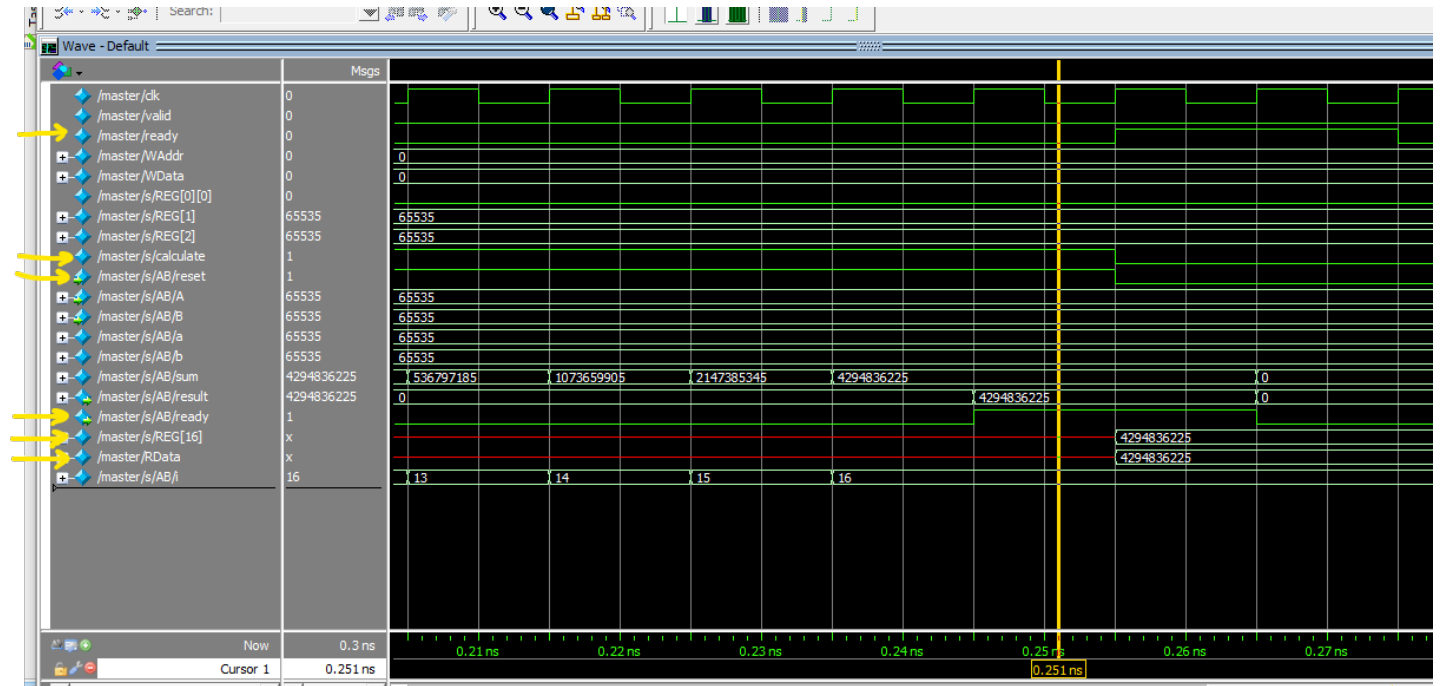 Search:
Wave - Default
Msgs
/master/clk 0
/master/valid 0
/master/ready 0
/master/WAddr 0 0
/master/WData 0 0
/master/s/REG[0][0] 0
/master/s/REG[1] 65535 65535
/master/s/REG[2] 65535 65535
/master/s/calculate 1
/master/s/AB/reset 1
/master/s/AB/A 65535 65535
/master/s/AB/B 65535 65535
/master/s/AB/a 65535 65535
/master/s/AB/b 65535 65535
/master/s/AB/sum 4294836225 536797185 1073659905 2147385345 4294836225 0
/master/s/AB/result 4294836225 0 4294836225 0
/master/s/AB/ready 1
/master/s/REG[16] x 4294836225
/master/RData x 4294836225
/master/s/AB/i 16 13 14 15 16
Now 0.3 ns 0.21 ns 0.22 ns 0.23 ns 0.24 ns 0.25 ns 0.26 ns 0.27 ns
Cursor 1 0.251 ns 0.251 ns